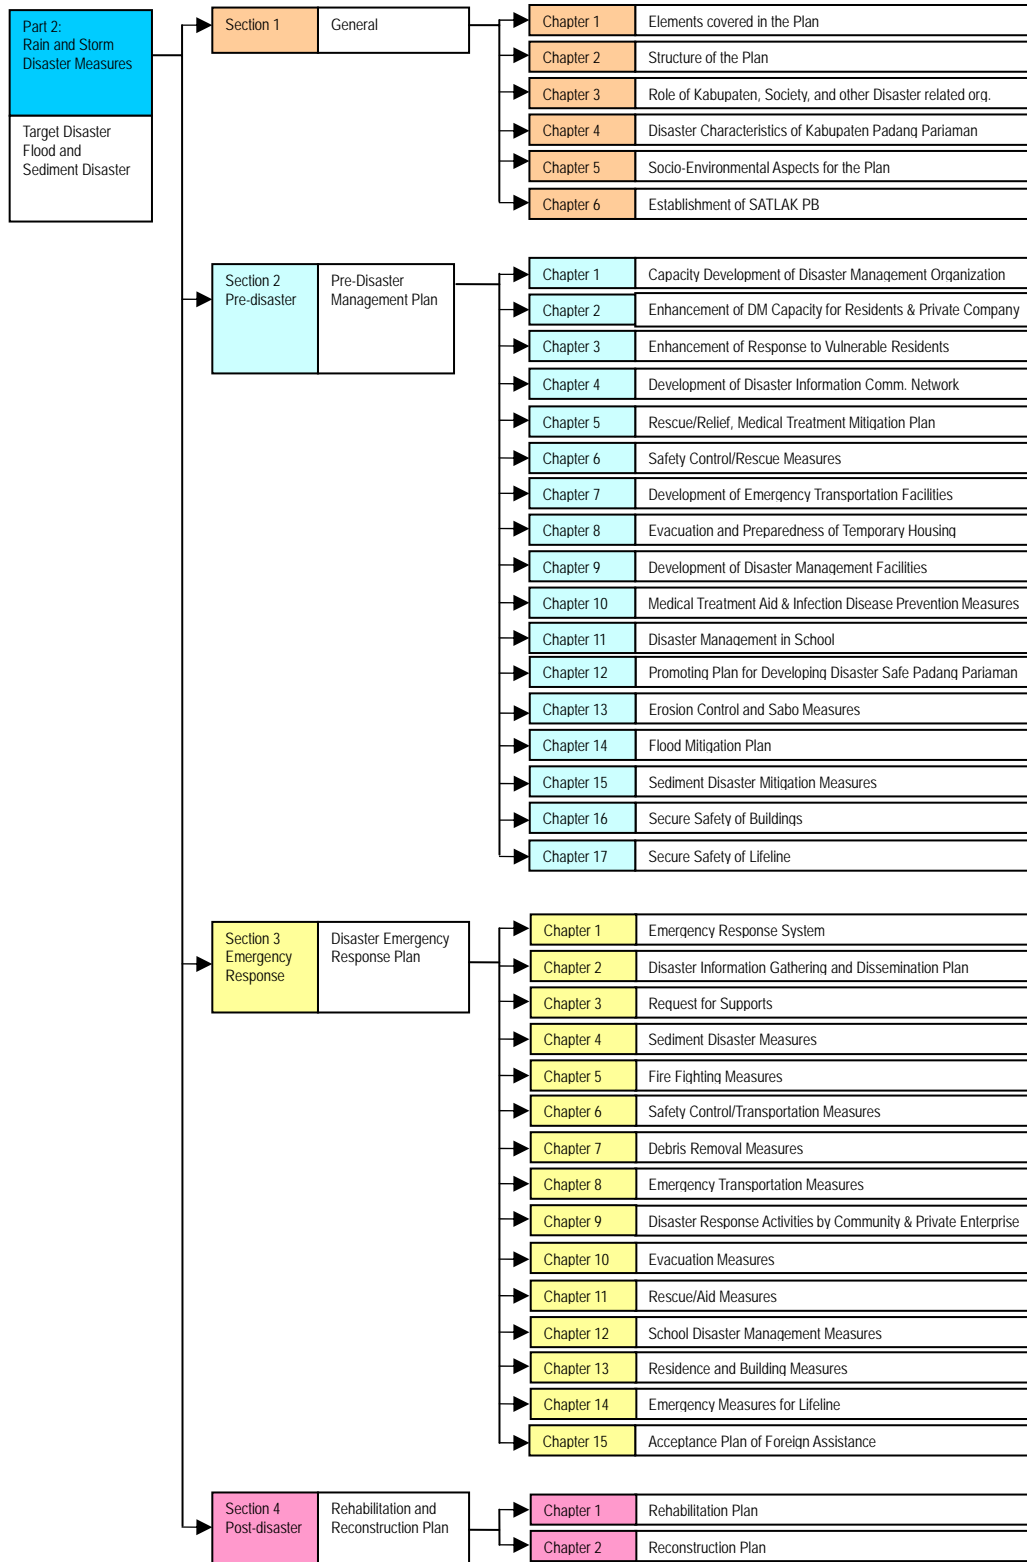 Part 2:
Rain and Storm
Disaster Measures
Target Disaster
Flood and
Sediment Disaster
Section 1
General
Chapter 1
Elements covered in the Plan
Chapter 2
Structure of the Plan
Chapter 3
Role of Kabupaten, Society, and other Disaster related org.
Chapter 4
Disaster Characteristics of Kabupaten Padang Pariaman
Chapter 5
Socio-Environmental Aspects for the Plan
Chapter 6
Establishment of SATLAK PB
Section 2
Pre-disaster
Pre-Disaster
Management Plan
Chapter 1
Capacity Development of Disaster Management Organization
Chapter 2
Enhancement of DM Capacity for Residents & Private Company
Chapter 3
Enhancement of Response to Vulnerable Residents
Chapter 4
Development of Disaster Information Comm. Network
Chapter 5
Rescue/Relief, Medical Treatment Mitigation Plan
Chapter 6
Safety Control/Rescue Measures
Chapter 7
Development of Emergency Transportation Facilities
Chapter 8
Evacuation and Preparedness of Temporary Housing
Chapter 9
Development of Disaster Management Facilities
Chapter 10
Medical Treatment Aid & Infection Disease Prevention Measures
Chapter 11
Disaster Management in School
Chapter 12
Promoting Plan for Developing Disaster Safe Padang Pariaman
Chapter 13
Erosion Control and Sabo Measures
Chapter 14
Flood Mitigation Plan
Chapter 15
Sediment Disaster Mitigation Measures
Chapter 16
Secure Safety of Buildings
Chapter 17
Secure Safety of Lifeline
Section 3
Emergency
Response
Disaster Emergency
Response Plan
Chapter 1
Emergency Response System
Chapter 2
Disaster Information Gathering and Dissemination Plan
Chapter 3
Request for Supports
Chapter 4
Sediment Disaster Measures
Chapter 5
Fire Fighting Measures
Chapter 6
Safety Control/Transportation Measures
Chapter 7
Debris Removal Measures
Chapter 8
Emergency Transportation Measures
Chapter 9
Disaster Response Activities by Community & Private Enterprise
Chapter 10
Evacuation Measures
Chapter 11
Rescue/Aid Measures
Chapter 12
School Disaster Management Measures
Chapter 13
Residence and Building Measures
Chapter 14
Emergency Measures for Lifeline
Chapter 15
Acceptance Plan of Foreign Assistance
Section 4
Post-disaster
Rehabilitation and
Reconstruction Plan
Chapter 1
Rehabilitation Plan
Chapter 2
Reconstruction Plan